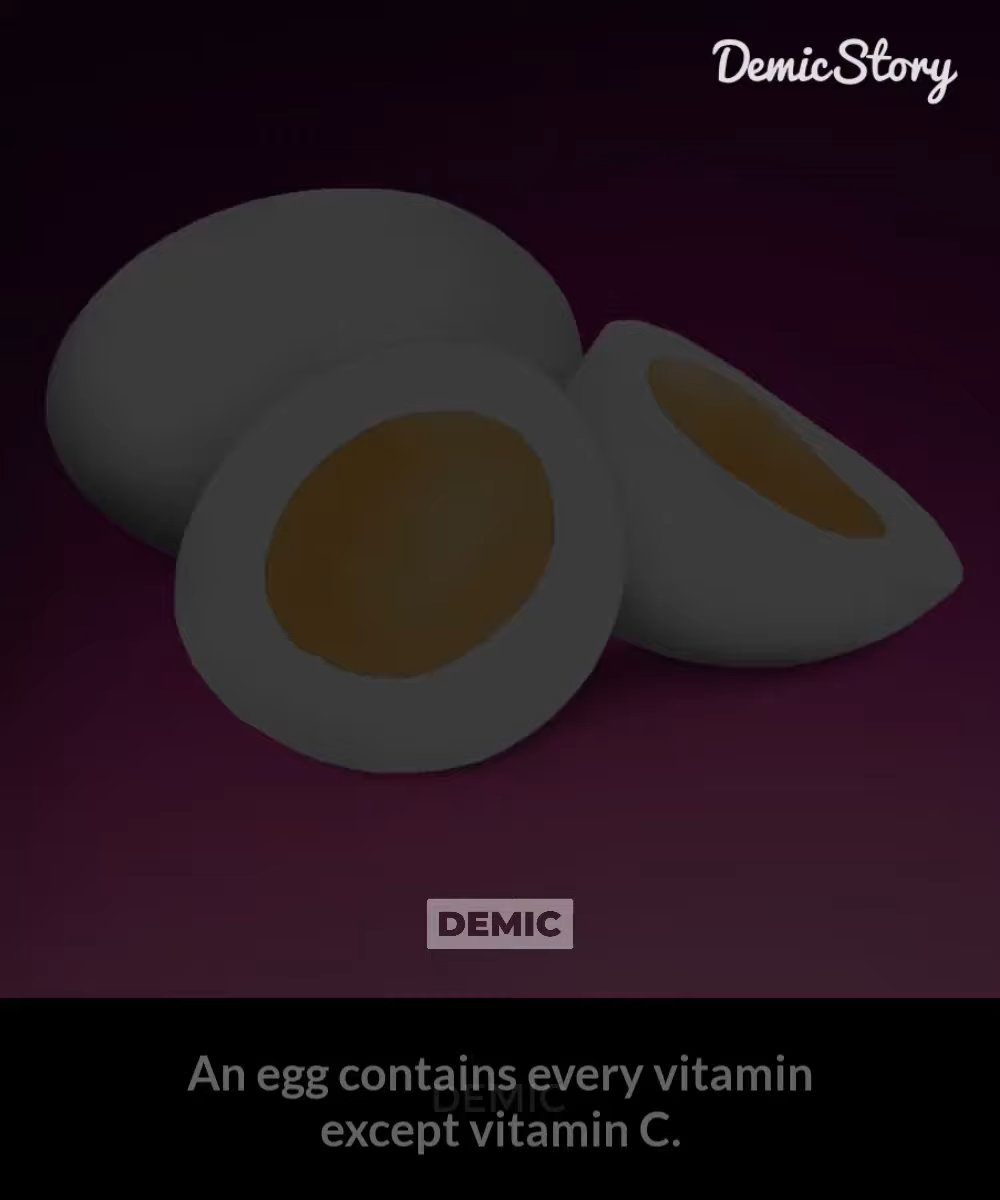 DemicStory
DEMIC
An egg contains every vitamin
DEMIC
except vitamin C.